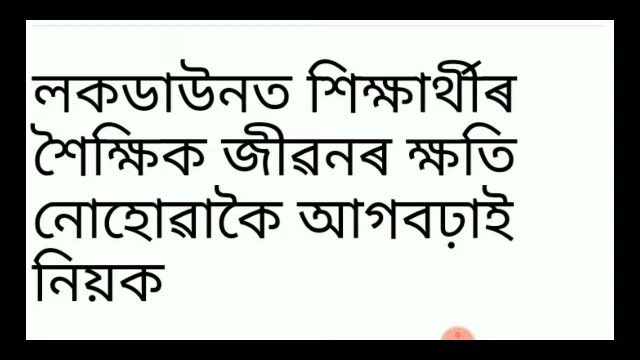 লকডাউনত শিক্ষাৰ্থীৰ
শৈক্ষিক জীৱনৰ ক্ষতি
নোহোৱাকৈ আগবঢ়াই
নিয়ক